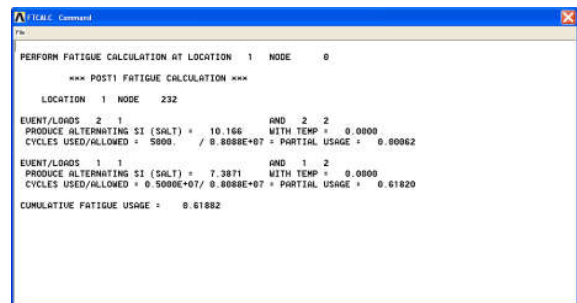 FTCALC Command
File
PERFORM FATIGUE CALCULATION AT LOCATION 1 NODE 0
*** POST1 FATIGUE CALCULATION ***
LOCATION 1 NODE 232
EVENT/LOADS 2 1 AND 2 2
PRODUCE ALTERNATING SI (SALT) = 10.166 WITH TEMP = 0.0000
CYCLES USED/ALLOWED = 5000. / 0.8088E+07 = PARTIAL USAGE = 0.00062
EVENT/LOADS 1 1 AND 1 2
PRODUCE ALTERNATING SI (SALT) = 7.3871 WITH TEMP = 0.0000
CYCLES USED/ALLOWED = 0.5000E+07/ 0.8088E+07 = PARTIAL USAGE = 0.61820
CUMULATIVE FATIGUE USAGE = 0.61882